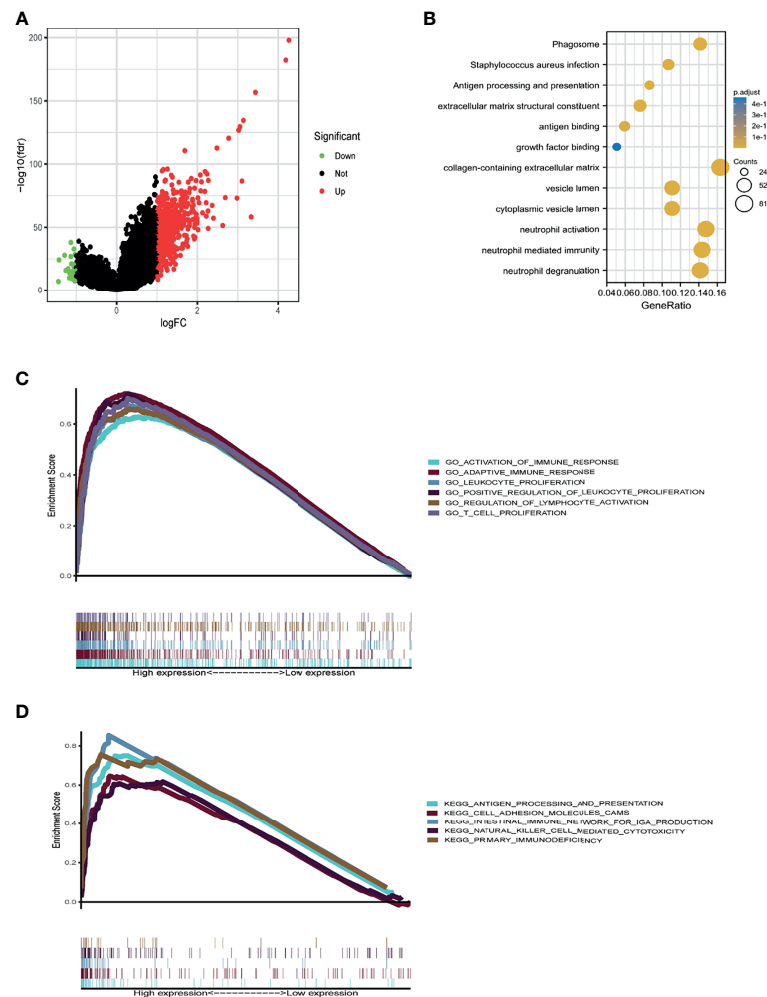 A
200
150
100
50
0
−log10(fdr)
0
2
4
logFC
Significant
Down
Not
Up
B
Phagosome
Staphylococcus aureus infection
Antigen processing and presentation
extracellular matrix structural constituent
antigen binding
growth factor binding
collagen-containing extracellular matrix
vesicle lumen
cytoplasmic vesicle lumen
neutrophil activation
neutrophil mediated immunity
neutrophil degranulation
0.040.060.080.100.120.140.16
GeneRatio
p.adjust
4e-1
3e-1
2e-1
1e-1
Counts
24
52
81
C
0.6
0.4
0.2
0.0
Enrichment Score
High expression<----------->Low expression
GO_ACTIVATION_OF_IMMUNE_RESPONSE
GO_ADAPTIVE_IMMUNE_RESPONSE
GO_LEUKOCYTE_PROLIFERATION
GO_POSITIVE_REGULATION_OF_LEUKOCYTE_PROLIFERATION
GO_REGULATION_OF_LYMPHOCYTE_ACTIVATION
GO_T_CELL_PROLIFERATION
D
0.8
0.6
0.4
0.2
0.0
Enrichment Score
High expression<----------->Low expression
KEGG_ANTIGEN_PROCESSING_AND_PRESENTATION
KEGG_CELL_ADHESION_MOLECULES_CAMS
KEGG_INTESTINAL_IMMUNE_NETWORK_FOR_IGA_PRODUCTION
KEGG_NATURAL_KILLER_CELL_MEDIATED_CYTOTOXICITY
KEGG_PRIMARY_IMMUNODEFICIENCY